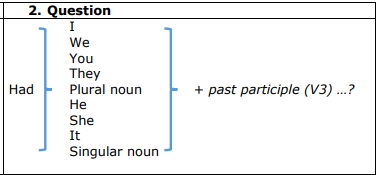 2. Question
I
We
You
They
Had Plural noun + past participle (V3) …?
He
She
It
Singular noun